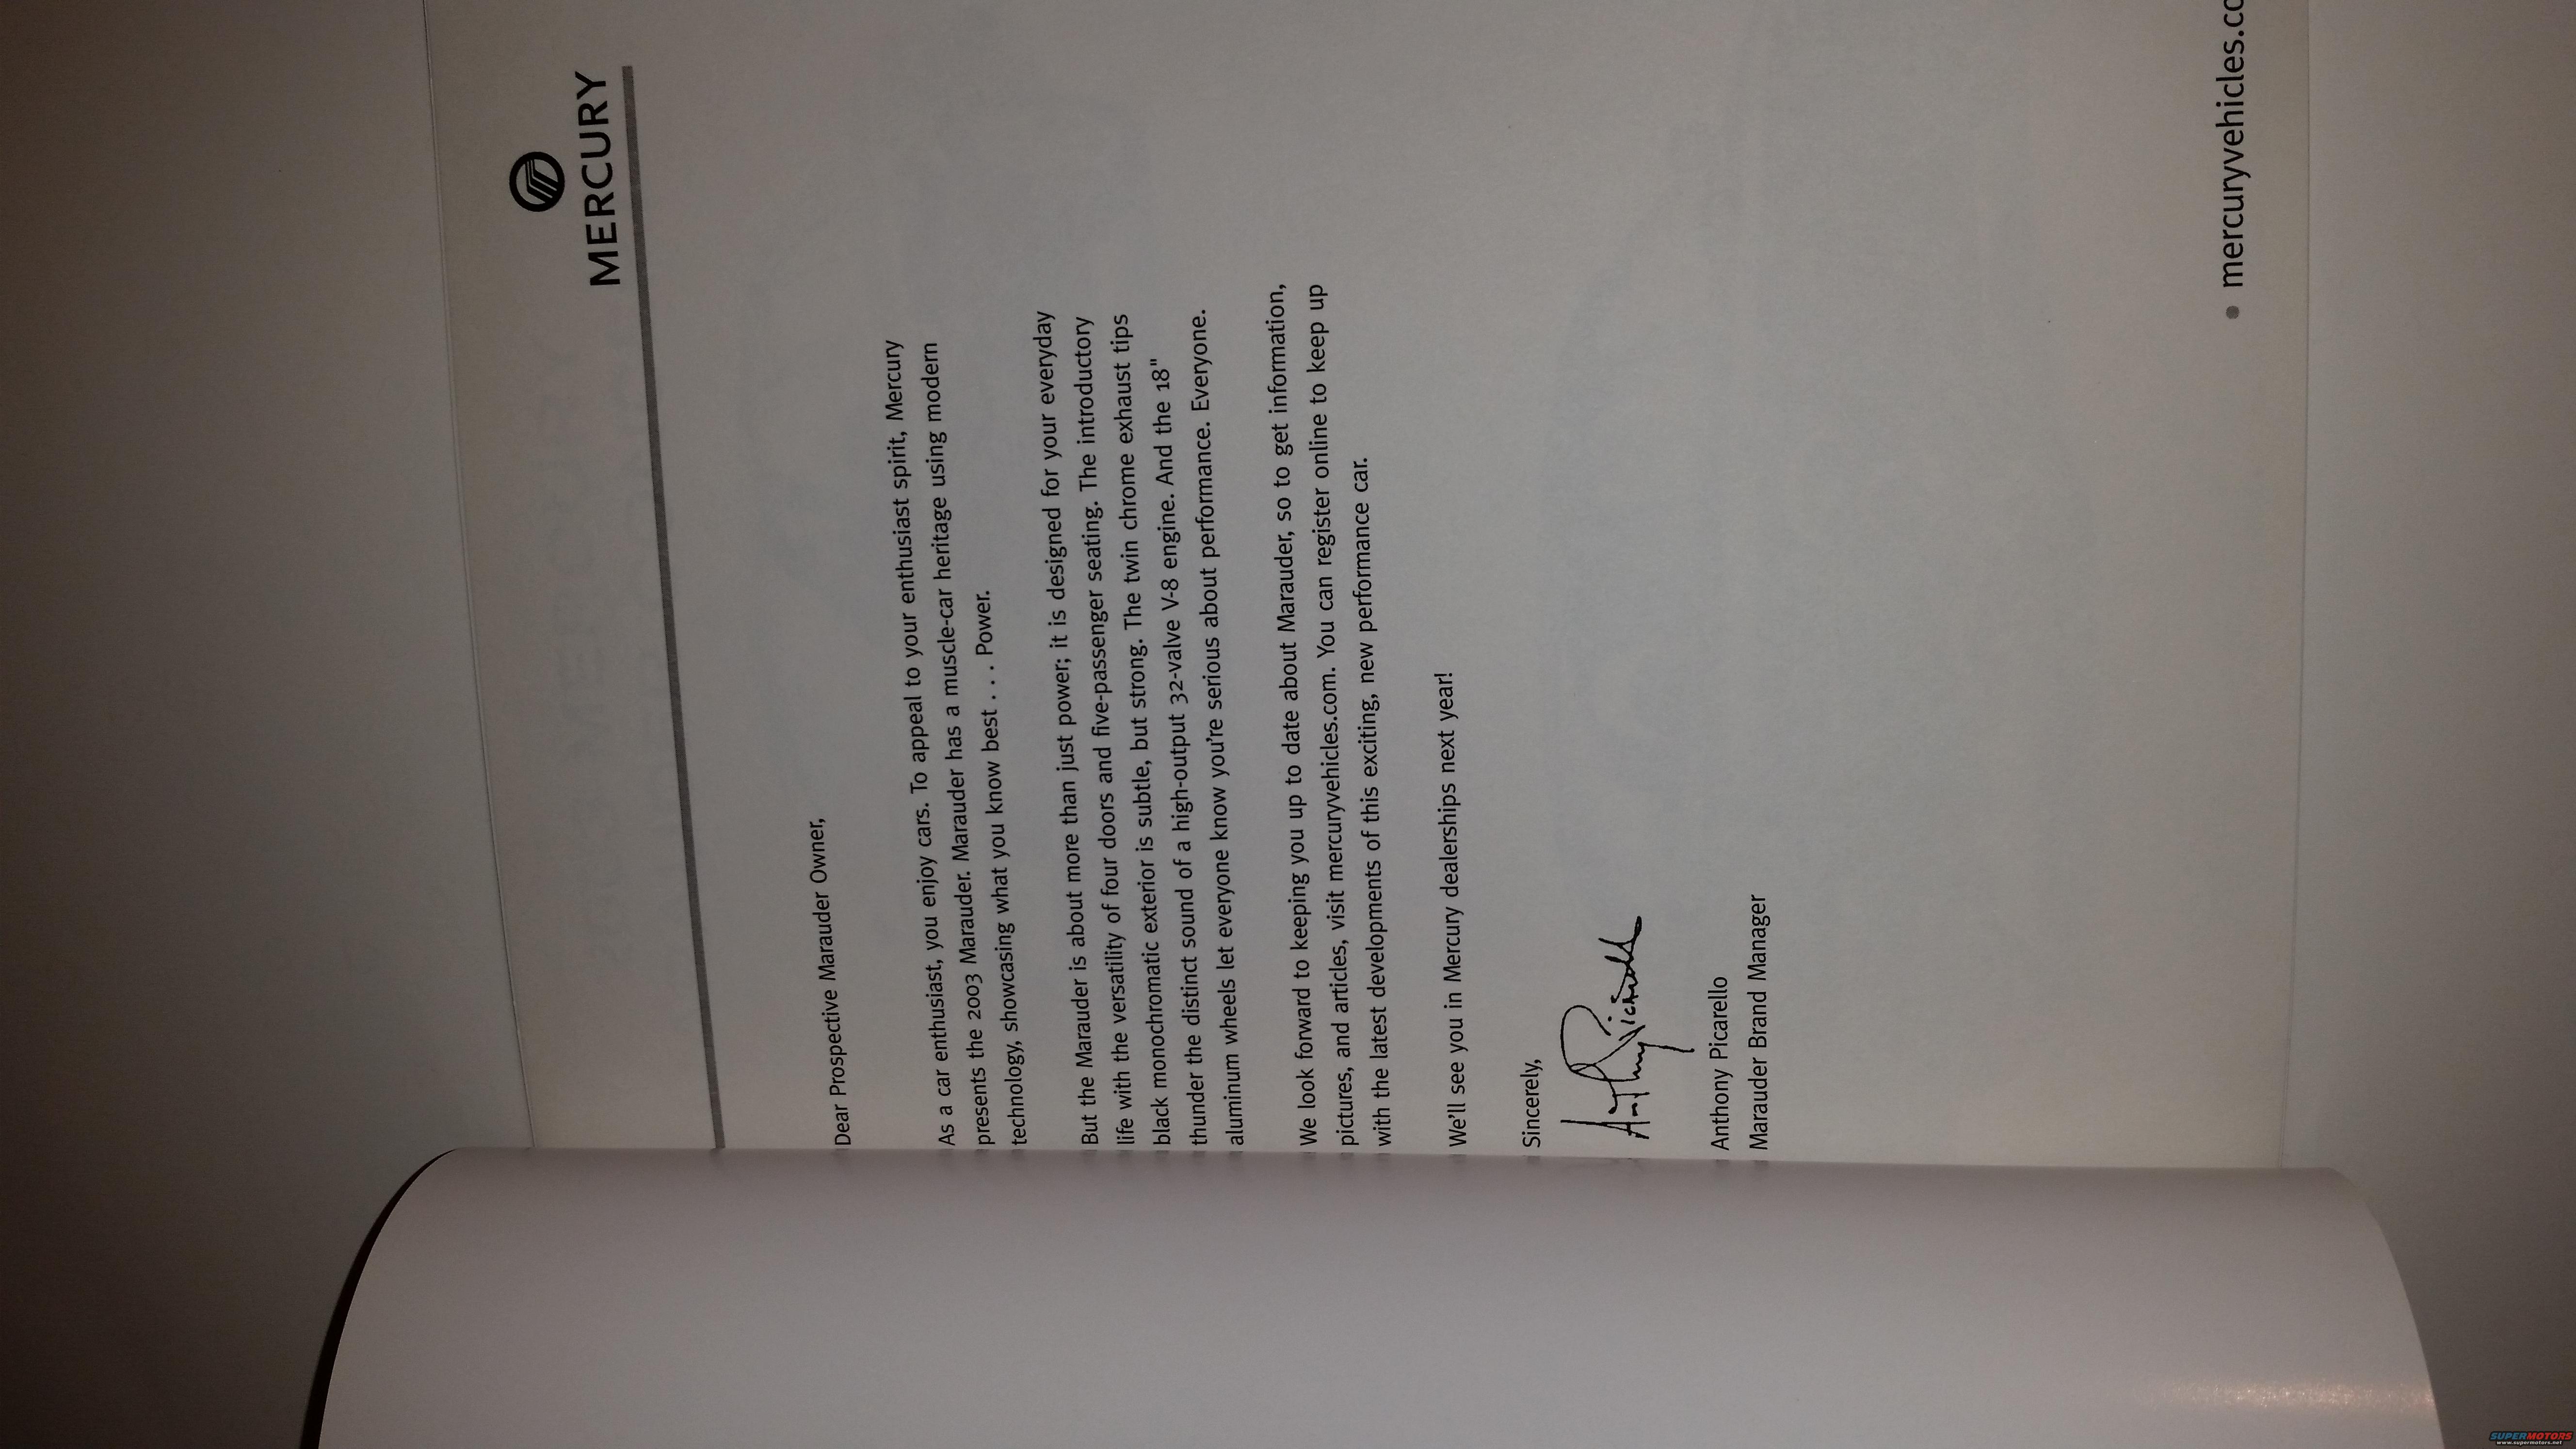 MERCURY
Dear Prospective Marauder Owner,
As a car enthusiast, you enjoy cars. To appeal to your enthusiast spirit, Mercury
presents the 2003 Marauder. Marauder has a muscle-car heritage using modern
technology, showcasing what you know best . . . Power.
But the Marauder is about more than just power; it is designed for your everyday
life with the versatility of four doors and five-passenger seating. The introductory
black monochromatic exterior is subtle, but strong. The twin chrome exhaust tips
thunder the distinct sound of a high-output 32-valve V-8 engine. And the 18"
aluminum wheels let everyone know you're serious about performance. Everyone.
We look forward to keeping you up to date about Marauder, so to get information,
pictures, and articles, visit mercuryvehicles.com. You can register online to keep up
with the latest developments of this exciting, new performance car.
We'll see you in Mercury dealerships next year!
Sincerely,
Anthony Picarello
Anthony Picarello
Marauder Brand Manager
• mercuryvehicles.co
SUPERMOTORS
www.supermotors.net